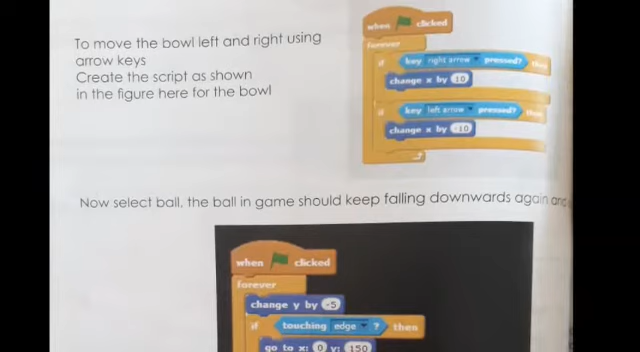 To move the bowl left and right using
arrow keys
Create the script as shown
in the figure here for the bowl
when clicked
forever
if key right arrow pressed? then
change x by 10
if key left arrow pressed? then
change x by -10
Now select ball, the ball in game should keep falling downwards again and
when clicked
forever
change y by -5
if touching edge ? then
go to x: 0 y: 150